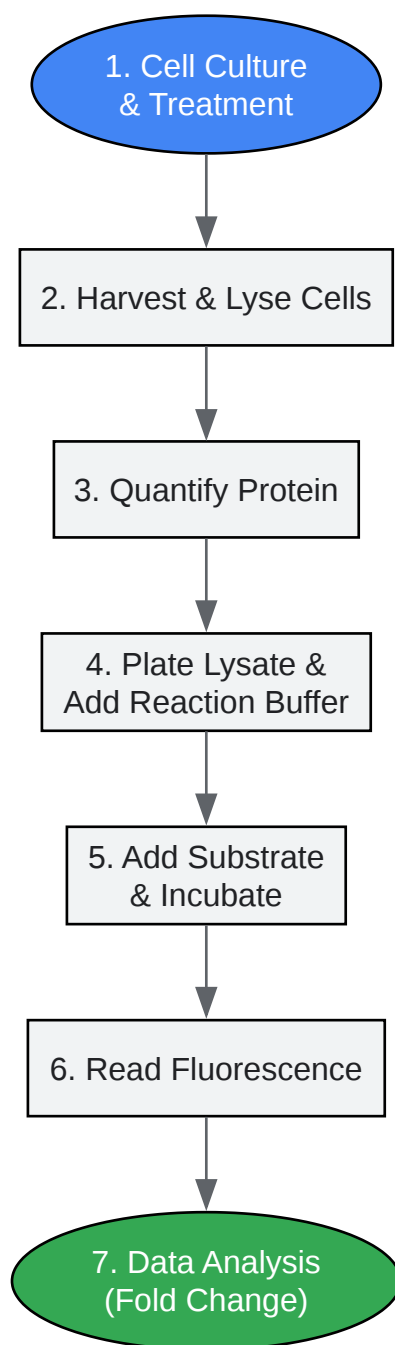 1. Cell Culture
& Treatment
2. Harvest & Lyse Cells
3. Quantify Protein
4. Plate Lysate &
Add Reaction Buffer
5. Add Substrate
& Incubate
6. Read Fluorescence
7. Data Analysis
(Fold Change)